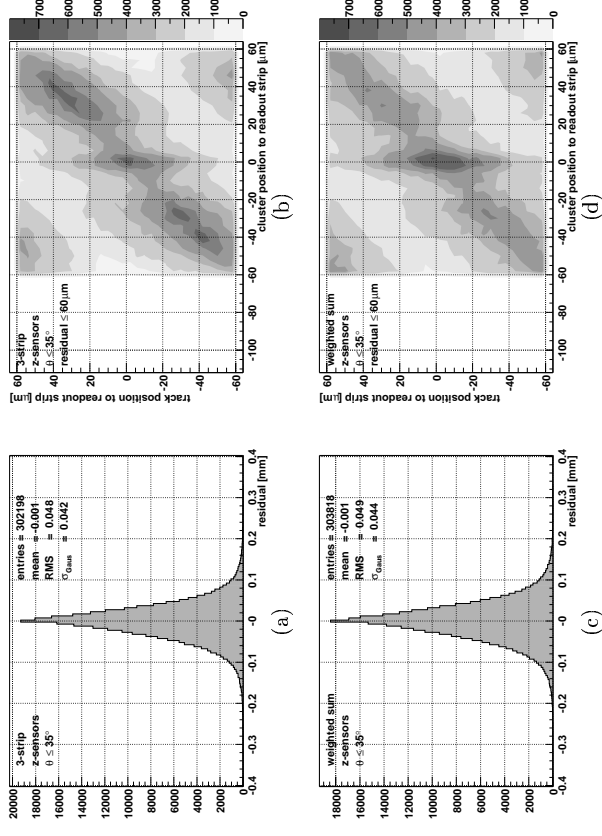 3-strip
z-sensors
θ ≤ 35°
entries = 302198
mean = -0.001
RMS = 0.048
σGaus = 0.042
20000
18000
16000
14000
12000
10000
8000
6000
4000
2000
0
-0.4 -0.3 -0.2 -0.1 -0 0.1 0.2 0.3 0.4
residual [mm]
(a)
track position to readout strip [µm]
3-strip
z-sensors
θ ≤ 35°
residual ≤ 60µm
60
40
20
0
-20
-40
-60
-100 -80 -60 -40 -20 0 20 40 60
cluster position to readout strip [µm]
700
600
500
400
300
200
100
0
(b)
weighted sum
z-sensors
θ ≤ 35°
entries = 303818
mean = -0.001
RMS = 0.049
σGaus = 0.044
18000
16000
14000
12000
10000
8000
6000
4000
2000
0
-0.4 -0.3 -0.2 -0.1 -0 0.1 0.2 0.3 0.4
residual [mm]
(c)
track position to readout strip [µm]
weighted sum
z-sensors
θ ≤ 35°
residual ≤ 60µm
60
40
20
0
-20
-40
-60
-100 -80 -60 -40 -20 0 20 40 60
cluster position to readout strip [µm]
700
600
500
400
300
200
100
0
(d)